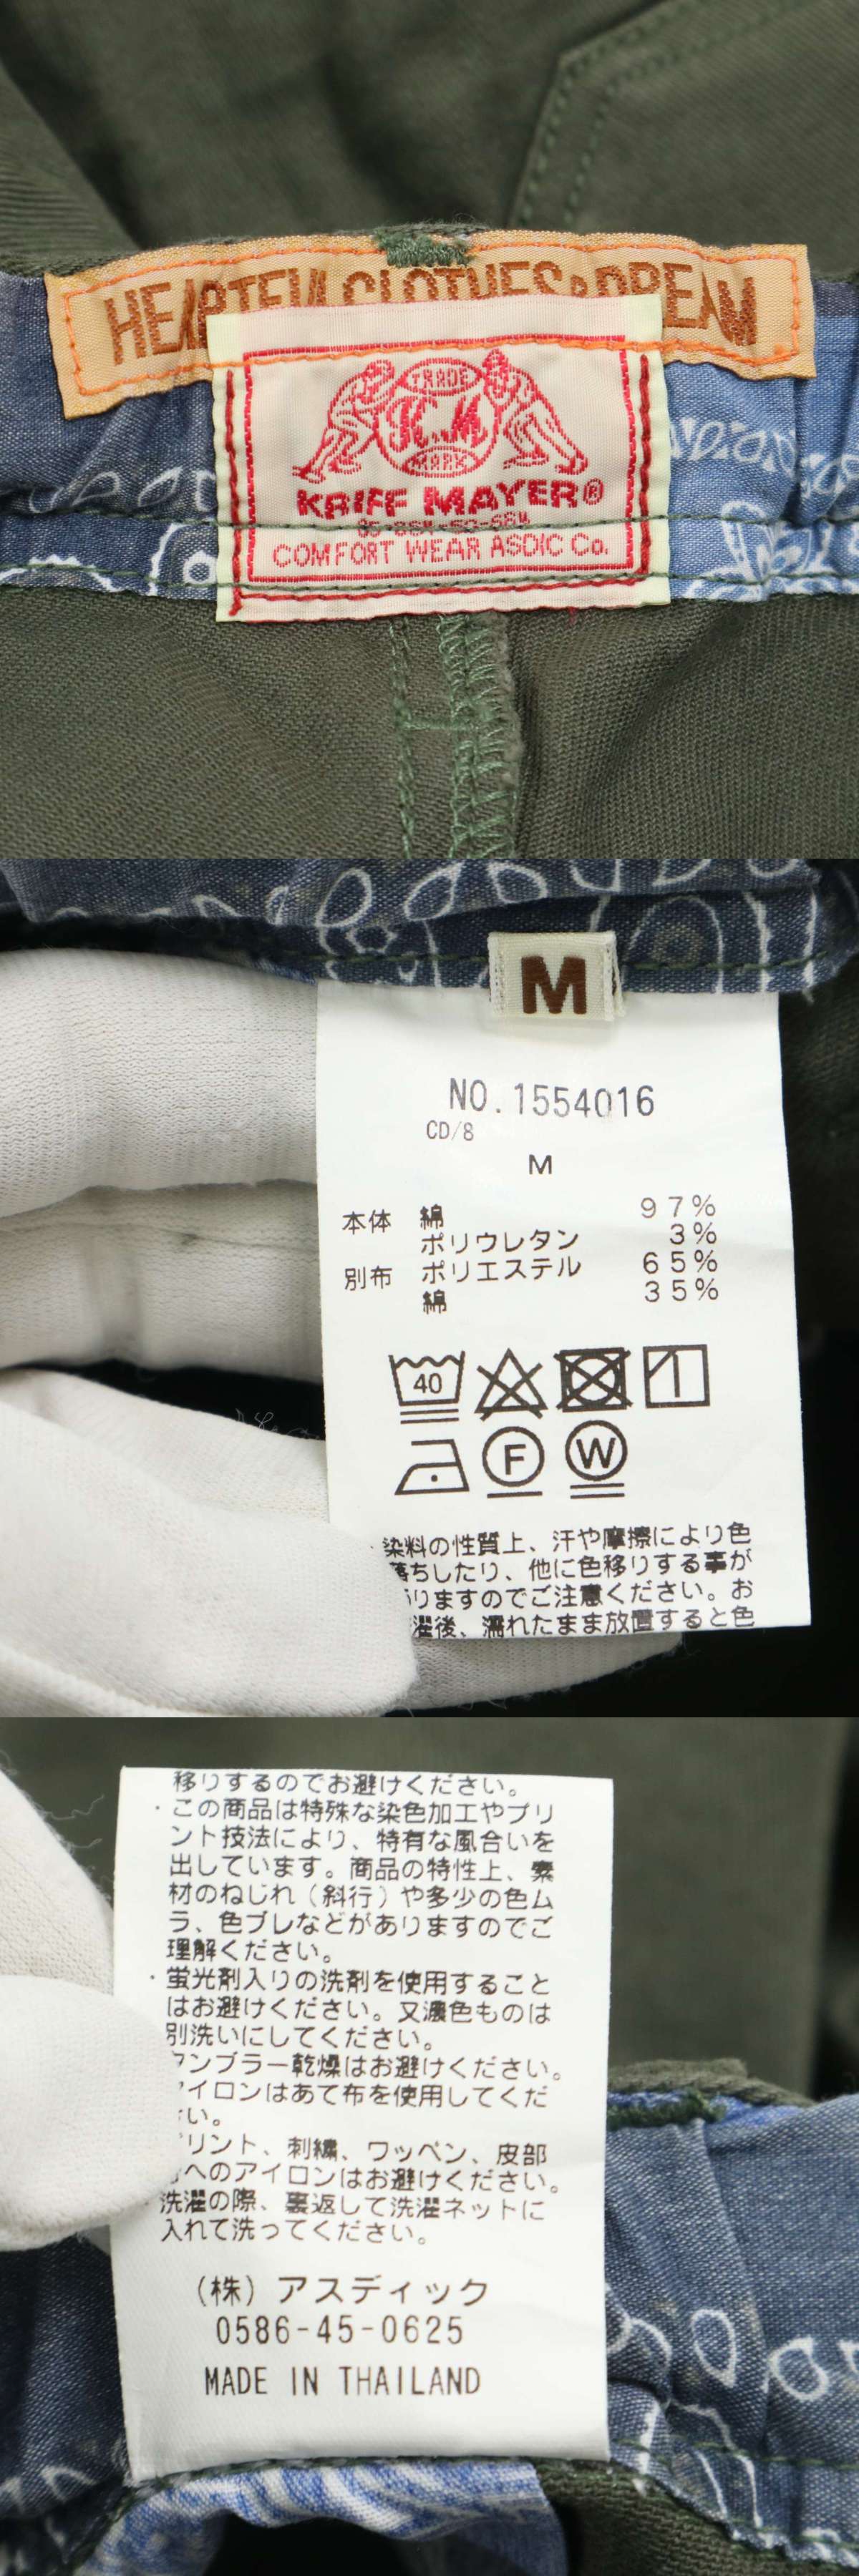 HEARTFUL CLOTHES & DREAM
TRADE
K.M
MARK
KRIFF MAYER®
COMFORT WEAR ASDIC Co.
M
NO.1554016
CD/8
M
本体 綿 97%
ポリウレタン 3%
別布 ポリエステル 65%
綿 35%
40
F
W
・染料の性質上、汗や摩擦により色
落ちしたり、他に色移りする事が
ありますのでご注意ください。お
濯後、濡れたまま放置すると色
移りするのでお避けください。
・この商品は特殊な染色加工やプリ
ント技法により、特有な風合いを
出しています。商品の特性上、素
材のねじれ（斜行）や多少の色ム
ラ、色ブレなどがありますのでご
理解ください。
・蛍光剤入りの洗剤を使用すること
はお避けください。又濃色ものは
別洗いにしてください。
タンブラー乾燥はお避けください。
アイロンはあて布を使用してくだ
さい。
プリント、刺繍、ワッペン、皮部
へのアイロンはお避けください。
洗濯の際、裏返して洗濯ネットに
入れて洗ってください。
（株）アスディック
0586-45-0625
MADE IN THAILAND